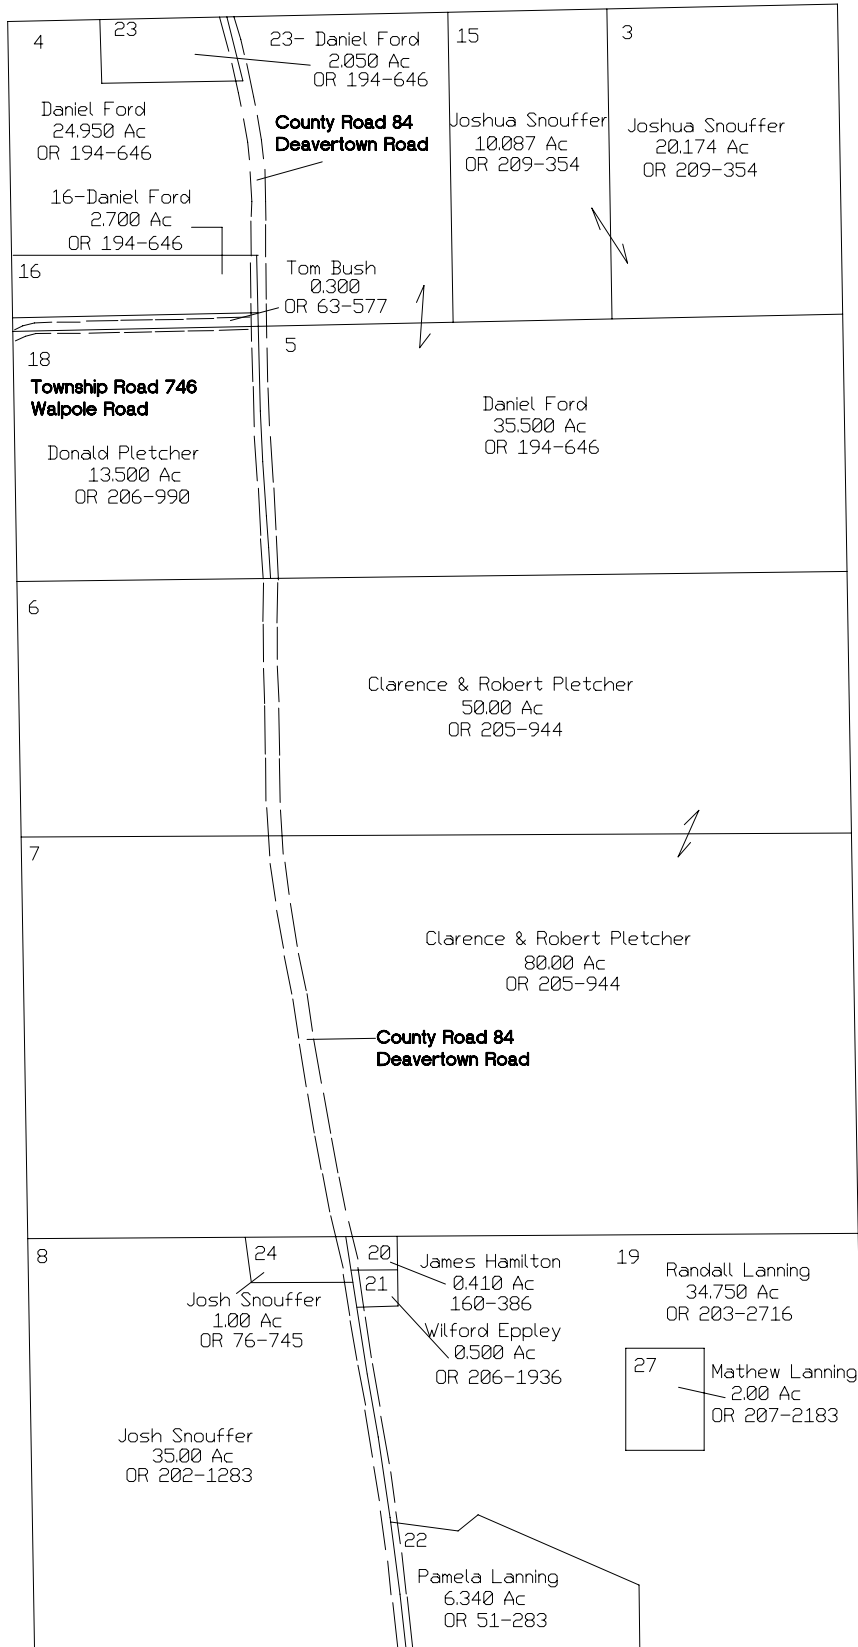 4
23
23- Daniel Ford
2.050 Ac
OR 194-646
15
3
Daniel Ford
24.950 Ac
OR 194-646
County Road 84
Deavertown Road
Joshua Snouffer
10.087 Ac
OR 209-354
Joshua Snouffer
20.174 Ac
OR 209-354
16-Daniel Ford
2.700 Ac
OR 194-646
16
Tom Bush
0.300
OR 63-577
18
Township Road 746
Walpole Road
5
Donald Pletcher
13.500 Ac
OR 206-990
Daniel Ford
35.500 Ac
OR 194-646
6
Clarence & Robert Pletcher
50.00 Ac
OR 205-944
7
Clarence & Robert Pletcher
80.00 Ac
OR 205-944
County Road 84
Deavertown Road
8
24
20
21
James Hamilton
0.410 Ac
160-386
19
Randall Lanning
34.750 Ac
OR 203-2716
Josh Snouffer
1.00 Ac
OR 76-745
Wilford Eppley
0.500 Ac
OR 206-1936
27
Mathew Lanning
2.00 Ac
OR 207-2183
Josh Snouffer
35.00 Ac
OR 202-1283
22
Pamela Lanning
6.340 Ac
OR 51-283